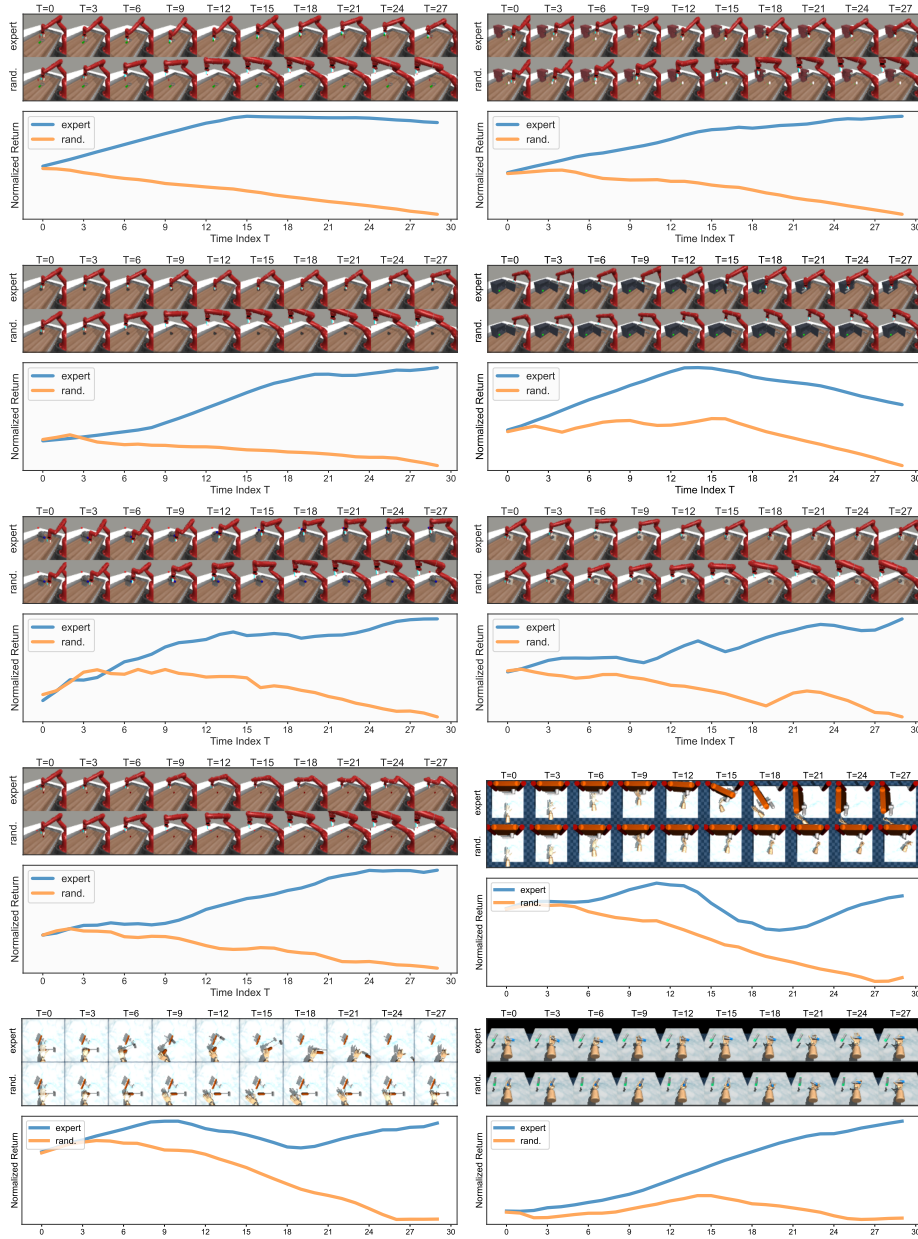 T=0 T=3 T=6 T=9 T=12 T=15 T=18 T=21 T=24 T=27
expert
rand.
Normalized Return
expert
rand.
0 3 6 9 12 15 18 21 24 27 30
Time Index T
T=0 T=3 T=6 T=9 T=12 T=15 T=18 T=21 T=24 T=27
expert
rand.
Normalized Return
expert
rand.
0 3 6 9 12 15 18 21 24 27 30
Time Index T
T=0 T=3 T=6 T=9 T=12 T=15 T=18 T=21 T=24 T=27
expert
rand.
Normalized Return
expert
rand.
0 3 6 9 12 15 18 21 24 27 30
Time Index T
T=0 T=3 T=6 T=9 T=12 T=15 T=18 T=21 T=24 T=27
expert
rand.
Normalized Return
expert
rand.
0 3 6 9 12 15 18 21 24 27 30
Time Index T
T=0 T=3 T=6 T=9 T=12 T=15 T=18 T=21 T=24 T=27
expert
rand.
Normalized Return
expert
rand.
0 3 6 9 12 15 18 21 24 27 30
T=0 T=3 T=6 T=9 T=12 T=15 T=18 T=21 T=24 T=27
expert
rand.
Normalized Return
expert
rand.
0 3 6 9 12 15 18 21 24 27 30
T=0 T=3 T=6 T=9 T=12 T=15 T=18 T=21 T=24 T=27
expert
rand.
Normalized Return
expert
rand.
0 3 6 9 12 15 18 21 24 27 30
Time Index T
T=0 T=3 T=6 T=9 T=12 T=15 T=18 T=21 T=24 T=27
expert
rand.
Normalized Return
expert
rand.
0 3 6 9 12 15 18 21 24 27 30
T=0 T=3 T=6 T=9 T=12 T=15 T=18 T=21 T=24 T=27
expert
rand.
Normalized Return
expert
rand.
0 3 6 9 12 15 18 21 24 27 30
T=0 T=3 T=6 T=9 T=12 T=15 T=18 T=21 T=24 T=27
expert
rand.
Normalized Return
expert
rand.
0 3 6 9 12 15 18 21 24 27 30